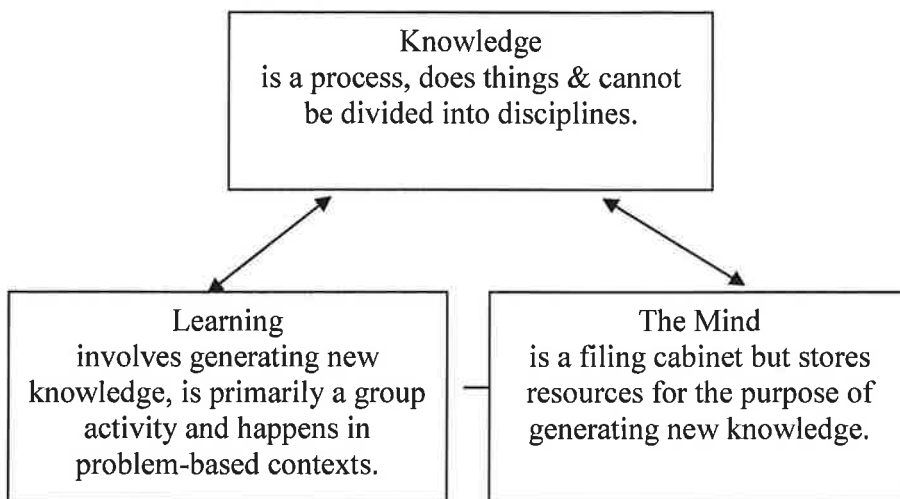 Knowledge
is a process, does things & cannot
be divided into disciplines.
Learning
involves generating new
knowledge, is primarily a group
activity and happens in
problem-based contexts.
The Mind
is a filing cabinet but stores
resources for the purpose of
generating new knowledge.